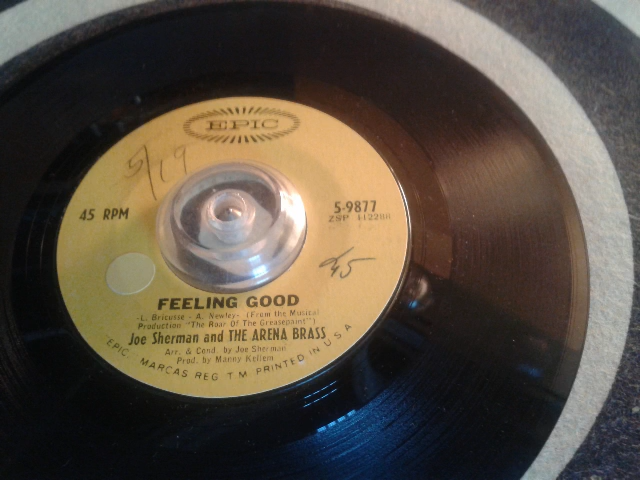 EPIC
5/19
45 RPM
5-9877
ZSP
45
FEELING GOOD
-L. Bricusse - A. Newley- (From the Musical
Production "The Roar Of The Greasepaint")
Joe Sherman and THE ARENA BRASS
Arr. & Cond. by Joe Sherman
Prod. by Manny Kellem
EPIC. MARCAS REG T.M. PRINTED IN U.S.A.